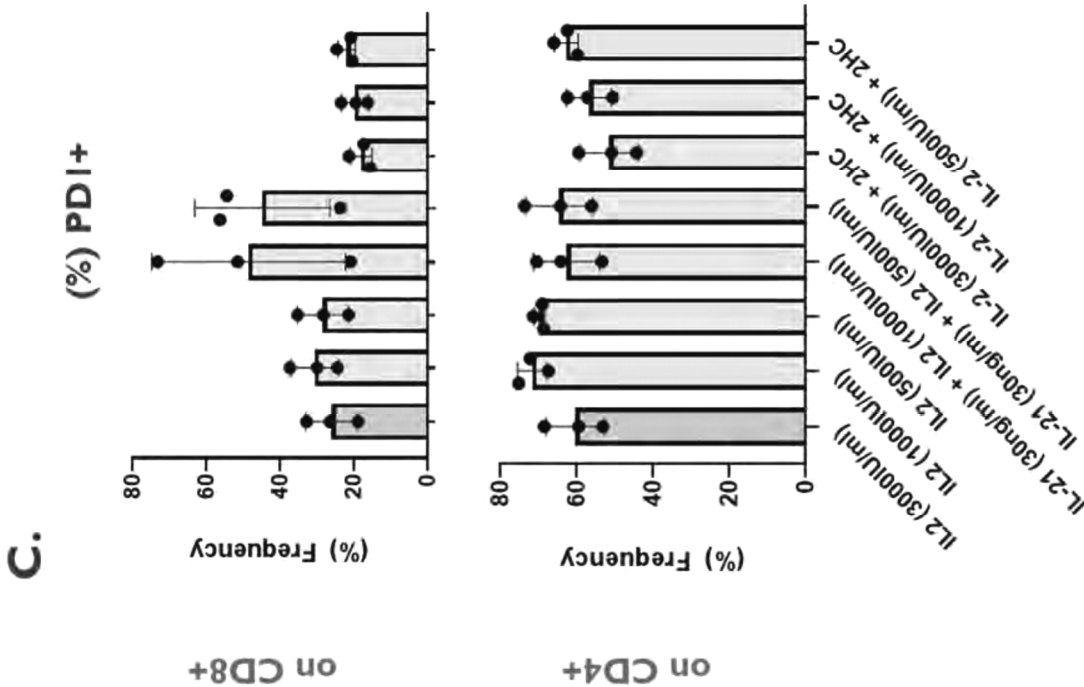 C.
(%) PD1+
on CD8+
(%) Frequency
80
60
40
20
0
on CD4+
(%) Frequency
80
60
40
20
0
IL2 (3000IU/ml)
IL2 (1000IU/ml)
IL2 (500IU/ml)
IL-21 (30ng/ml) + IL2 (1000IU/ml)
IL-21 (30ng/ml) + IL2 (500IU/ml)
IL-2 (3000IU/ml) + 2HC
IL-2 (1000IU/ml) + 2HC
IL-2 (500IU/ml) + 2HC